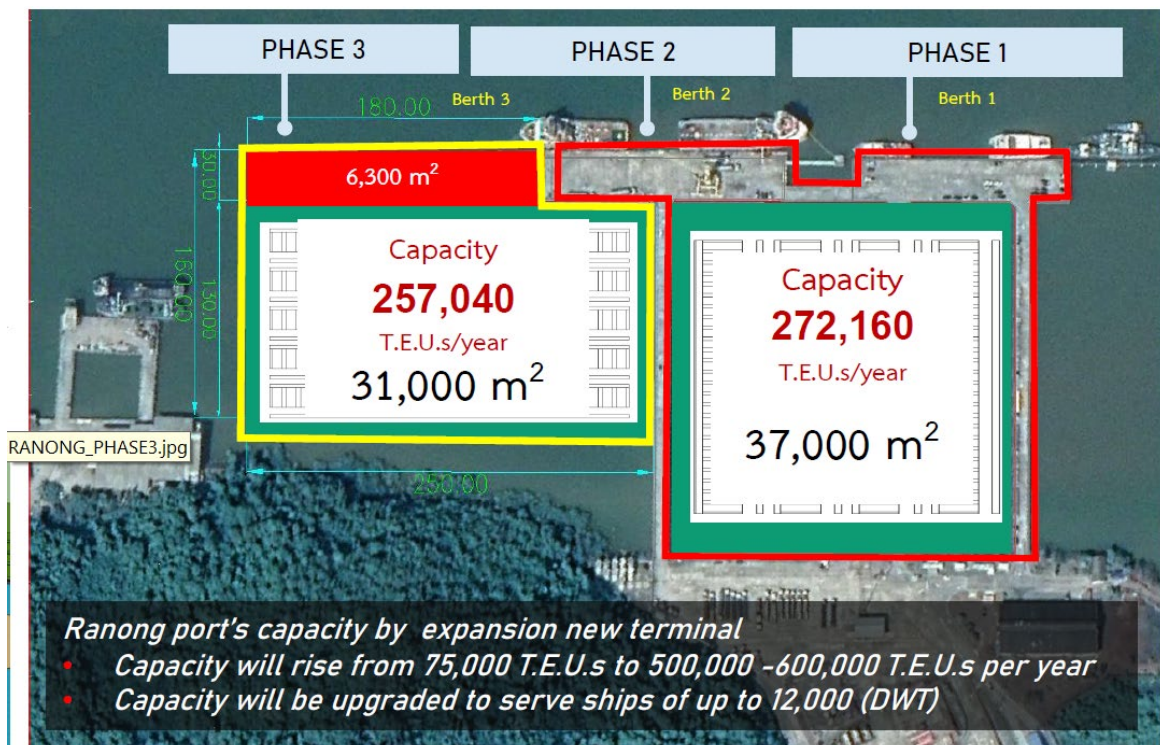 PHASE 3
PHASE 2
PHASE 1
Berth 3
Berth 2
Berth 1
180.00
30.00
6,300 m²
160.00
130.00
Capacity
257,040
T.E.U.s/year
31,000 m²
Capacity
272,160
T.E.U.s/year
37,000 m²
RANONG_PHASE3.jpg
250.00
Ranong port's capacity by expansion new terminal
• Capacity will rise from 75,000 T.E.U.s to 500,000 -600,000 T.E.U.s per year
• Capacity will be upgraded to serve ships of up to 12,000 (DWT)